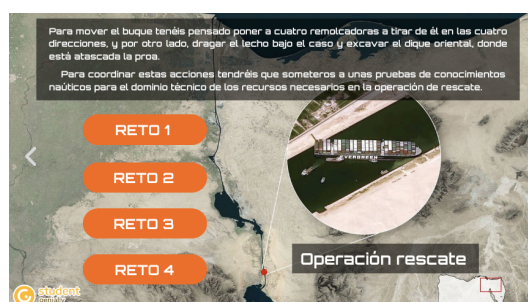 Para mover el buque tenéis pensado poner a cuatro remolcadoras a tirar de él en las cuatro
direcciones, y por otro lado, dragar el lecho bajo el caso y excavar el dique oriental, donde
está atascada la proa.
Para coordinar estas acciones tendréis que someteros a unas pruebas de conocimientos
naúticos para el dominio técnico de los recursos necesarios en la operación de rescate.
RETO 1
RETO 2
RETO 3
RETO 4
EVERGREEN
Operación rescate
student